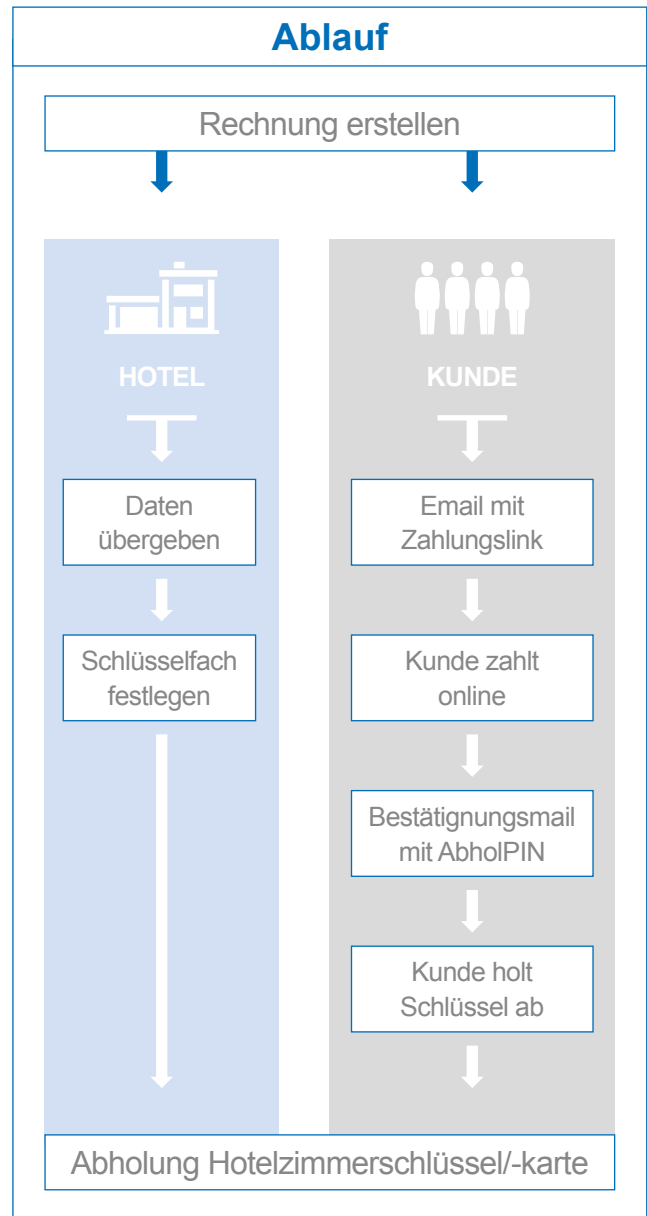 Ablauf
Rechnung erstellen
HOTEL
Daten
übergeben
Schlüsselfach
festlegen
KUNDE
Email mit
Zahlungslink
Kunde zahlt
online
Bestätignungsmail
mit AbholPIN
Kunde holt
Schlüssel ab
Abholung Hotelzimmerschlüssel/-karte